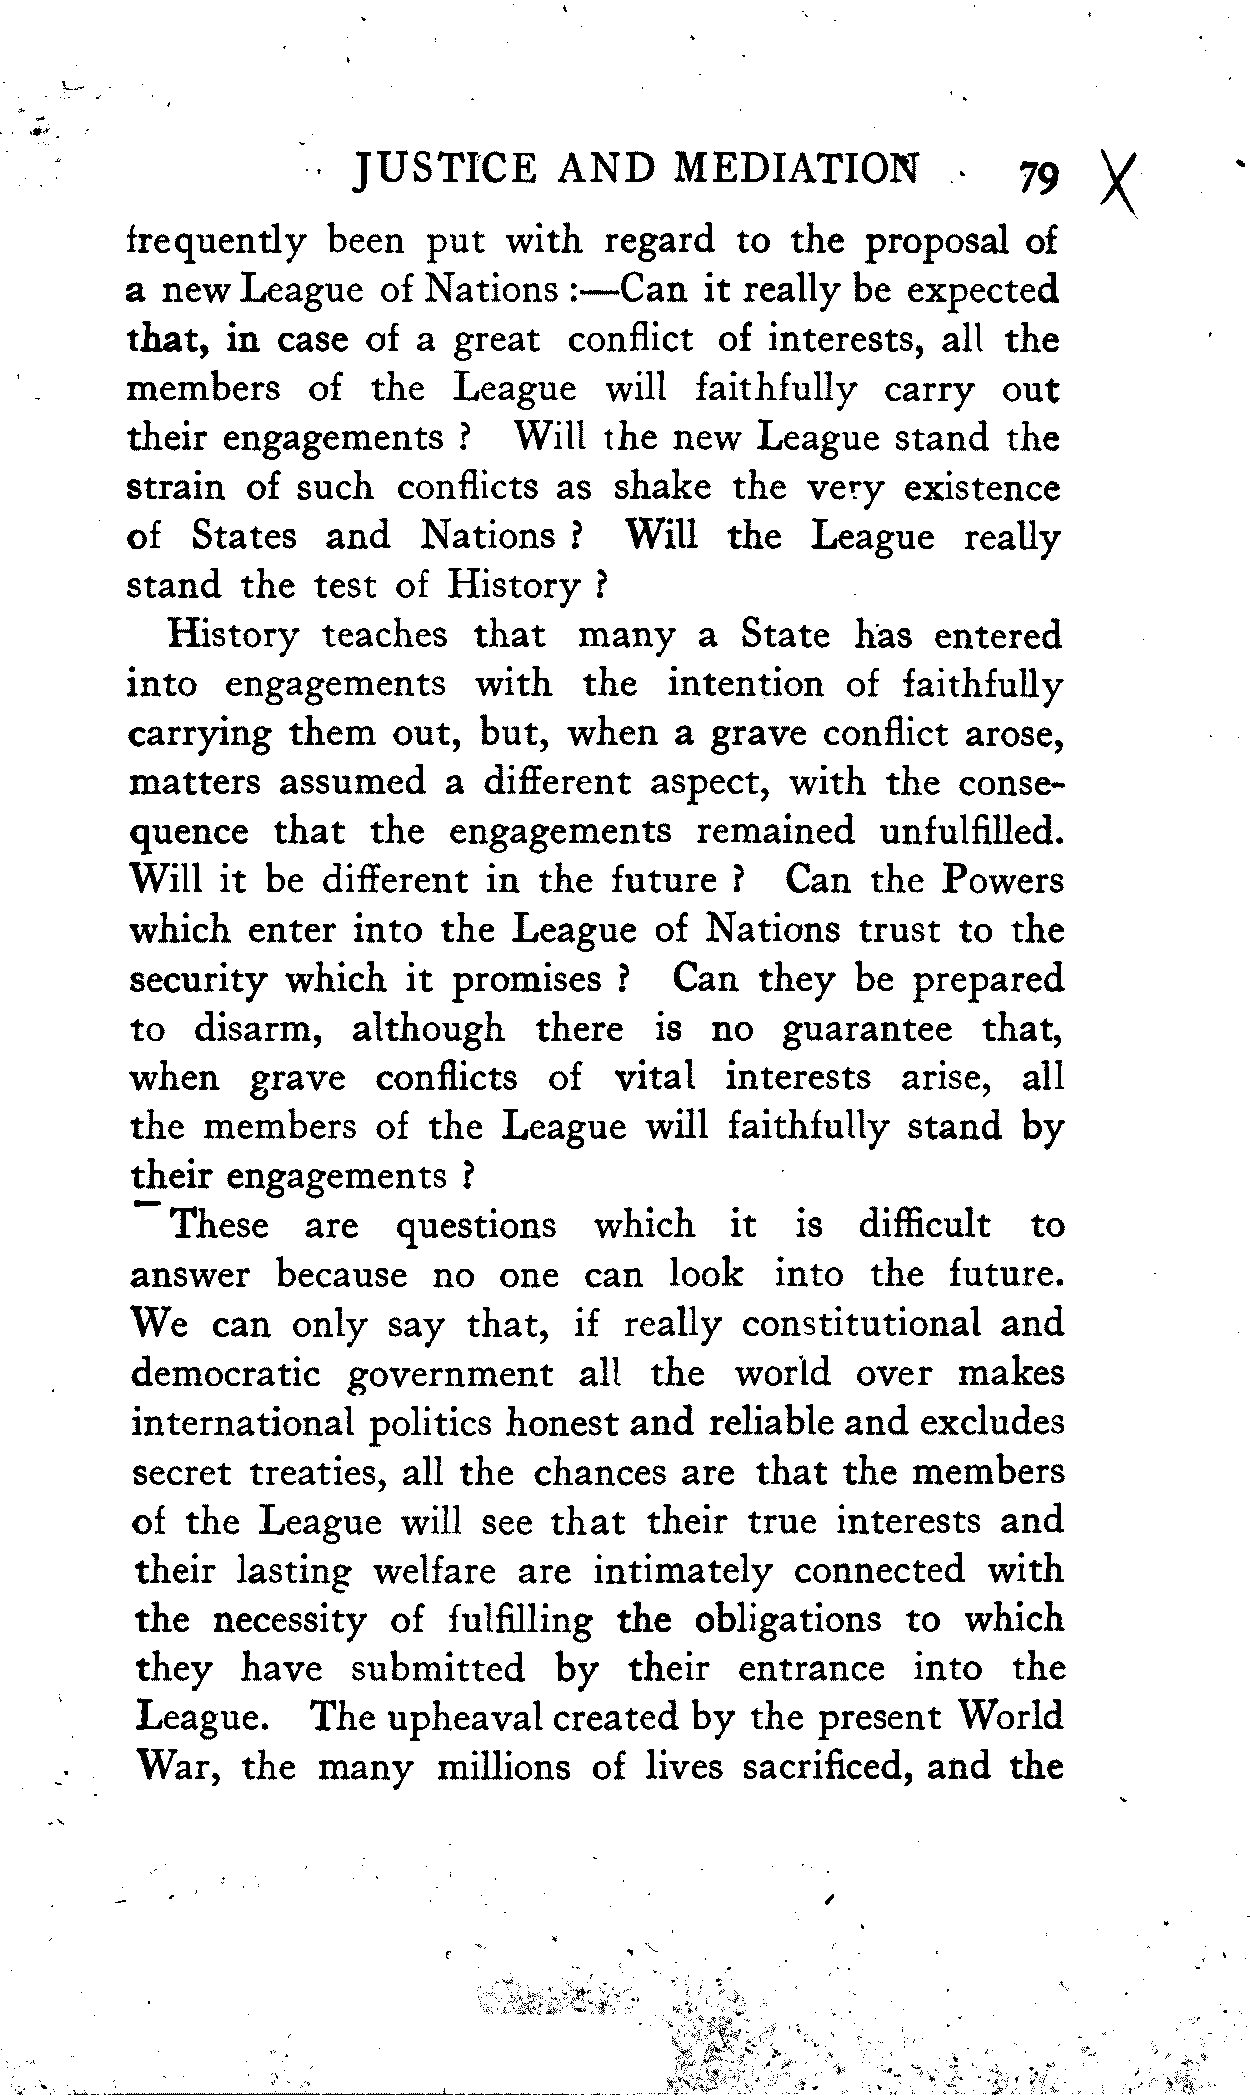 JUSTICE AND MEDIATION 79 X
frequently been put with regard to the proposal of
a new League of Nations :—Can it really be expected
that, in case of a great conflict of interests, all the
members of the League will faithfully carry out
their engagements ? Will the new League stand the
strain of such conflicts as shake the very existence
of States and Nations ? Will the League really
stand the test of History ?
History teaches that many a State has entered
into engagements with the intention of faithfully
carrying them out, but, when a grave conflict arose,
matters assumed a different aspect, with the conse-
quence that the engagements remained unfulfilled.
Will it be different in the future ? Can the Powers
which enter into the League of Nations trust to the
security which it promises ? Can they be prepared
to disarm, although there is no guarantee that,
when grave conflicts of vital interests arise, all
the members of the League will faithfully stand by
their engagements ?
These are questions which it is difficult to
answer because no one can look into the future.
We can only say that, if really constitutional and
democratic government all the world over makes
international politics honest and reliable and excludes
secret treaties, all the chances are that the members
of the League will see that their true interests and
their lasting welfare are intimately connected with
the necessity of fulfilling the obligations to which
they have submitted by their entrance into the
League. The upheaval created by the present World
War, the many millions of lives sacrificed, and the